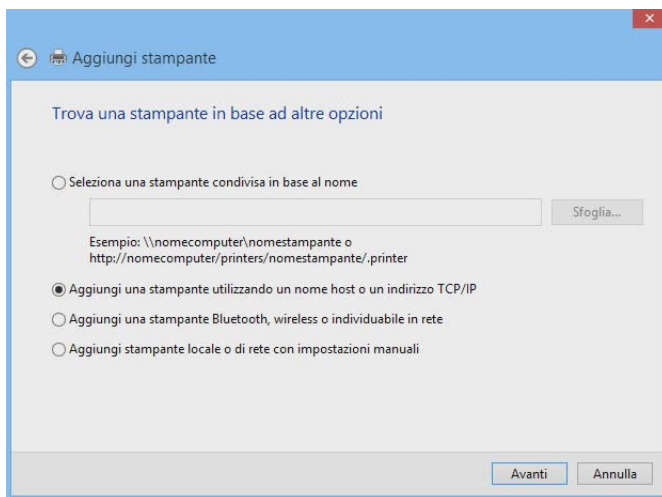 Aggiungi stampante
Trova una stampante in base ad altre opzioni
Seleziona una stampante condivisa in base al nome
Sfoglia...
Esempio: \\nomecomputer\nomestampante o
http://nomecomputer/printers/nomestampante/.printer
Aggiungi una stampante utilizzando un nome host o un indirizzo TCP/IP
Aggiungi una stampante Bluetooth, wireless o individuabile in rete
Aggiungi stampante locale o di rete con impostazioni manuali
Avanti
Annulla